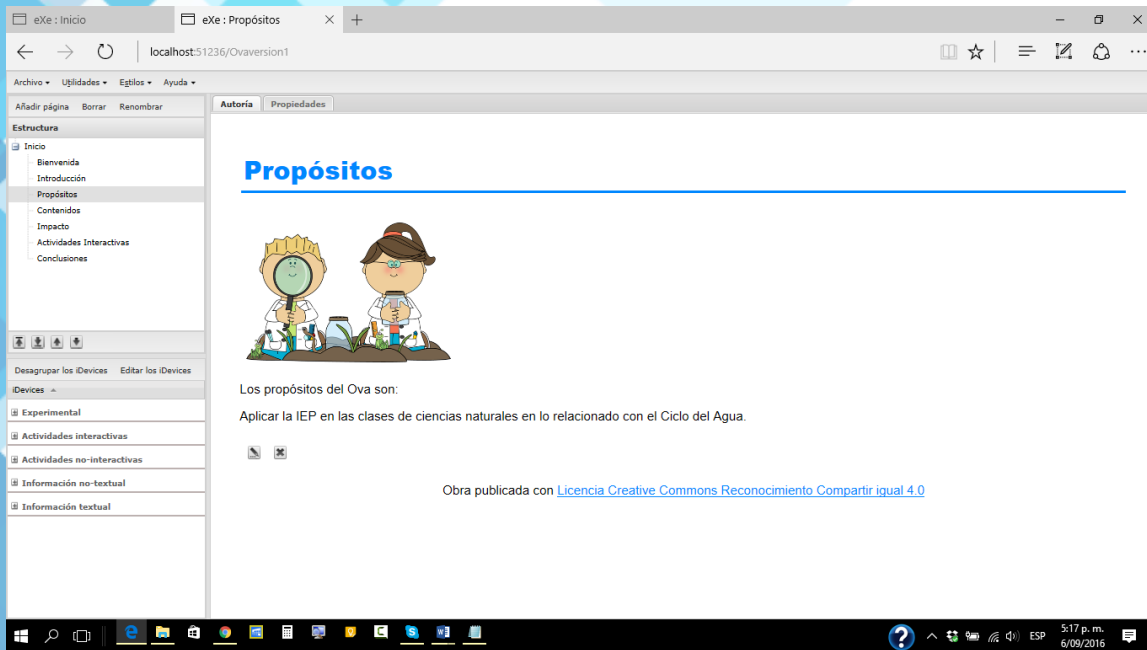 eXe : Inicio
eXe : Propósitos
localhost:51236/Ovaversion1
Archivo Utilidades Estilos Ayuda
Añadir página Borrar Renombrar
Autoría Propiedades
Estructura
Inicio
Bienvenida
Introducción
Propósitos
Contenidos
Impacto
Actividades Interactivas
Conclusiones
Propósitos
Los propósitos del Ova son:
Aplicar la IEP en las clases de ciencias naturales en lo relacionado con el Ciclo del Agua.
Obra publicada con Licencia Creative Commons Reconocimiento Compartir igual 4.0
Desagrupar los iDevices Editar los iDevices
iDevices
Experimental
Actividades interactivas
Actividades no-interactivas
Información no-textual
Información textual
ESP
5:17 p. m.
6/09/2016